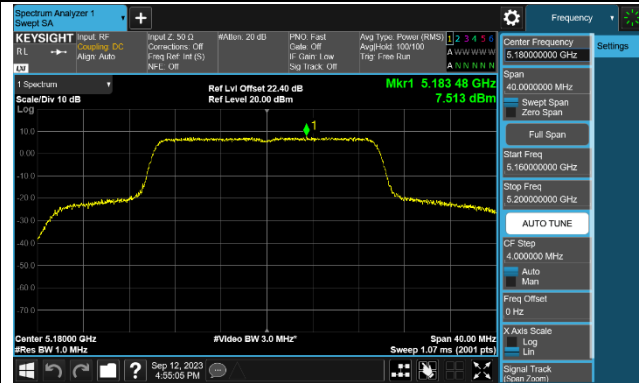 Spectrum Analyzer 1
Swept SA
+
Frequency
KEYSIGHT
RL
LXI
Input: RF
Coupling: DC
Align: Auto
Input Z: 50 Ω
Corrections: Off
Freq Ref: Int (S)
NFE: Off
#Atten: 20 dB
PNO: Fast
Gate: Off
IF Gain: Low
Sig Track: Off
Avg Type: Power (RMS)
Avg|Hold: 100/100
Trig: Free Run
1 2 3 4 5 6
A W W W W W
A N N N N N
1 Spectrum
Scale/Div 10 dB
Log
Ref Lvl Offset 22.40 dB
Ref Level 20.00 dBm
Mkr1 5.183 48 GHz
7.513 dBm
1
10.0
0.00
-10.0
-20.0
-30.0
-40.0
-50.0
-60.0
-70.0
Center 5.18000 GHz
#Res BW 1.0 MHz
#Video BW 3.0 MHz*
Span 40.00 MHz
Sweep 1.07 ms (2001 pts)
Sep 12, 2023
4:55:05 PM
?
Center Frequency
5.180000000 GHz
Settings
Span
40.0000000 MHz
Swept Span
Zero Span
Full Span
Start Freq
5.160000000 GHz
Stop Freq
5.200000000 GHz
AUTO TUNE
CF Step
4.000000 MHz
Auto
Man
Freq Offset
0 Hz
X Axis Scale
Log
Lin
Signal Track
(Span Zoom)